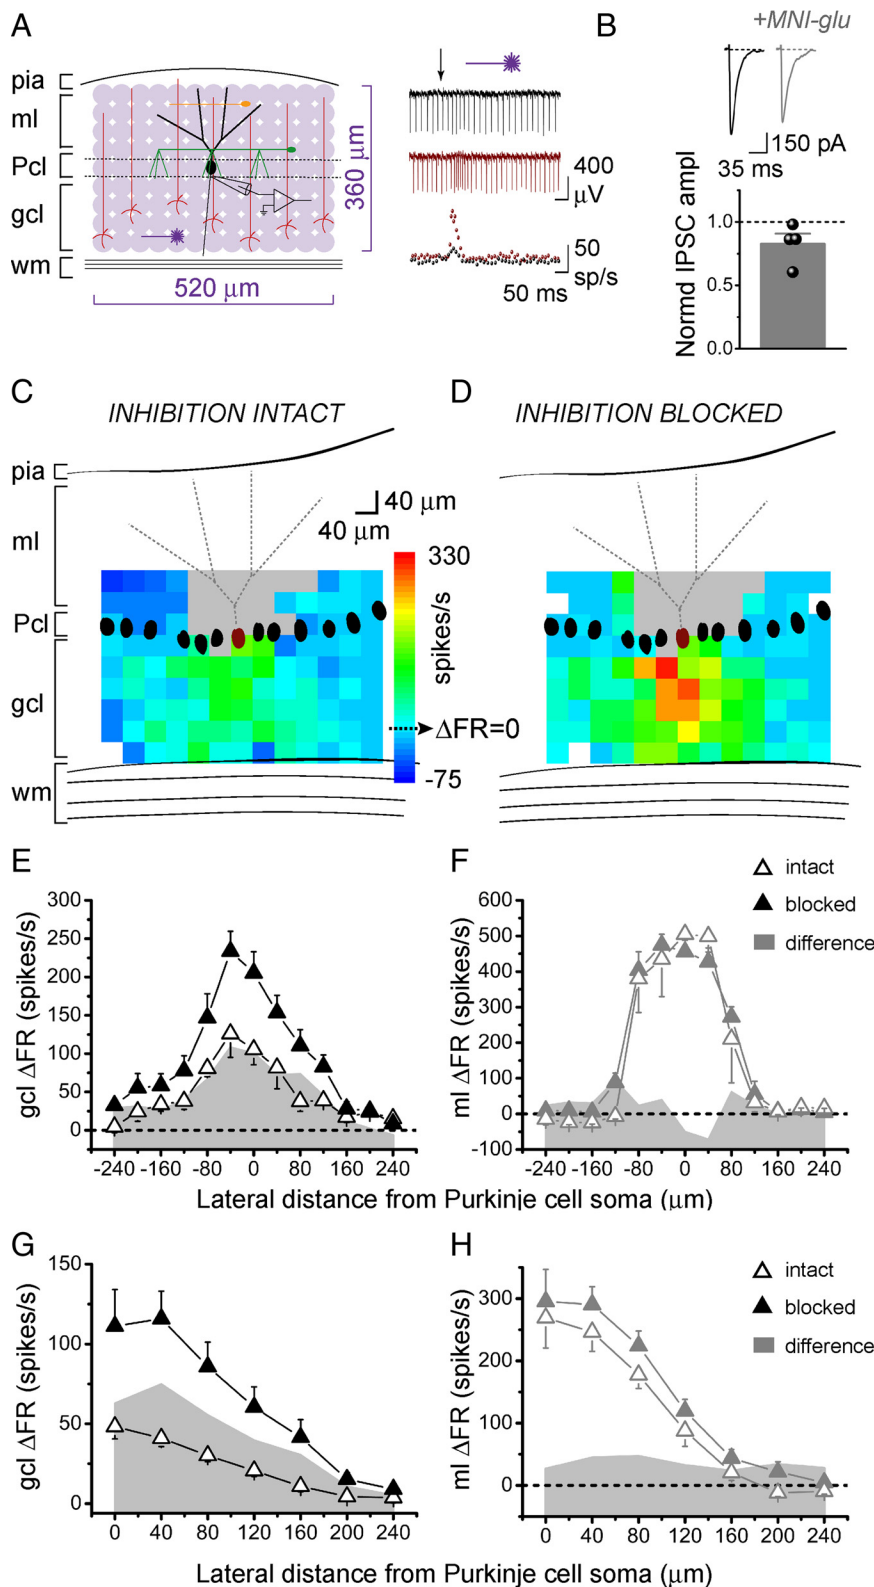 A
pia
ml
Pcl
gcl
wm
360 µm
520 µm
400
µV
50
sp/s
50 ms
B
+MNI-glu
150 pA
35 ms
Normd IPSC ampl
1.0
0.5
0.0
C
INHIBITION INTACT
D
INHIBITION BLOCKED
pia
ml
Pcl
gcl
wm
40 µm
40 µm
330
spikes/s
ΔFR=0
-75
E
gcl ΔFR (spikes/s)
300
250
200
150
100
50
0
-240 -160 -80 0 80 160 240
F
ml ΔFR (spikes/s)
600
500
400
300
200
100
0
-100
-240 -160 -80 0 80 160 240
intact
blocked
difference
Lateral distance from Purkinje cell soma (µm)
G
gcl ΔFR (spikes/s)
150
100
50
0
0 40 80 120 160 200 240
H
ml ΔFR (spikes/s)
300
200
100
0
0 40 80 120 160 200 240
intact
blocked
difference
Lateral distance from Purkinje cell soma (µm)